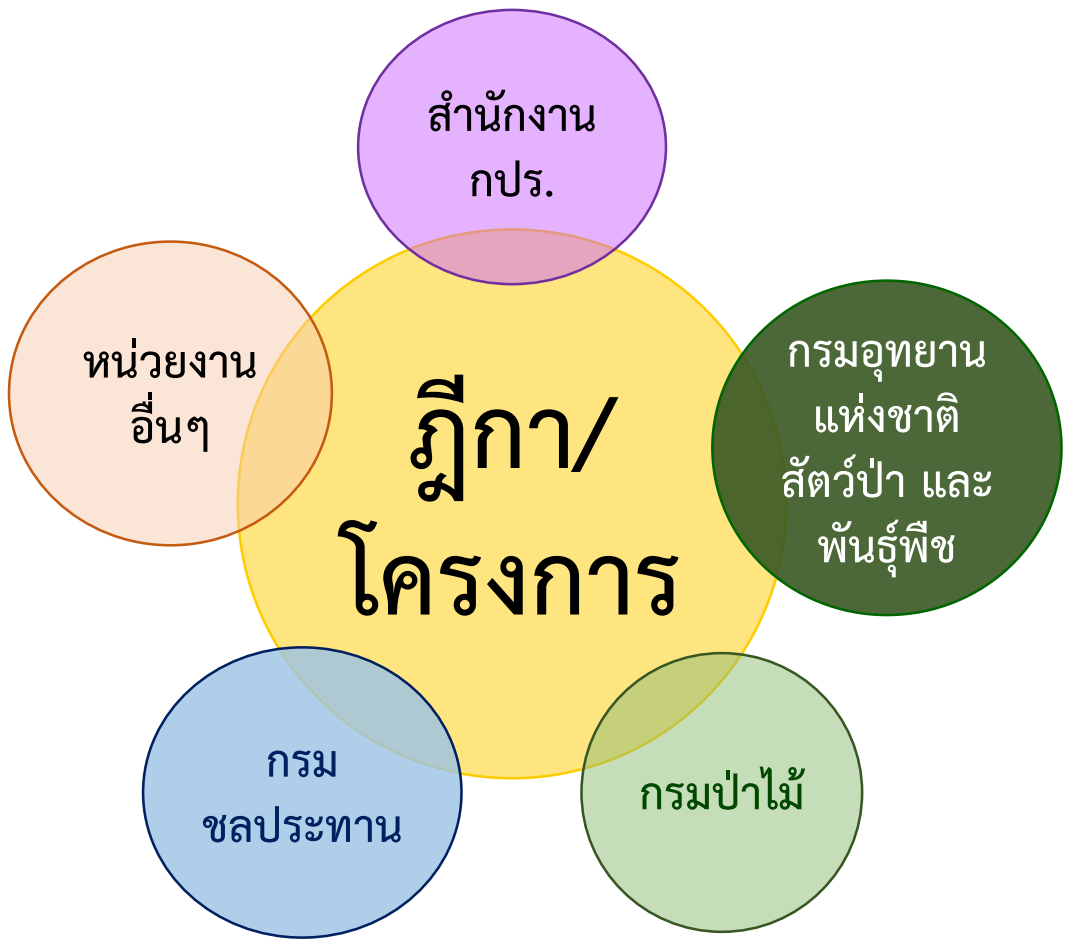 สำนักงาน
กปร.
หน่วยงาน
อื่นๆ
กรมอุทยาน
แห่งชาติ
สัตว์ป่า และ
พันธุ์พืช
ฎีกา/
โครงการ
กรม
ชลประทาน
กรมป่าไม้